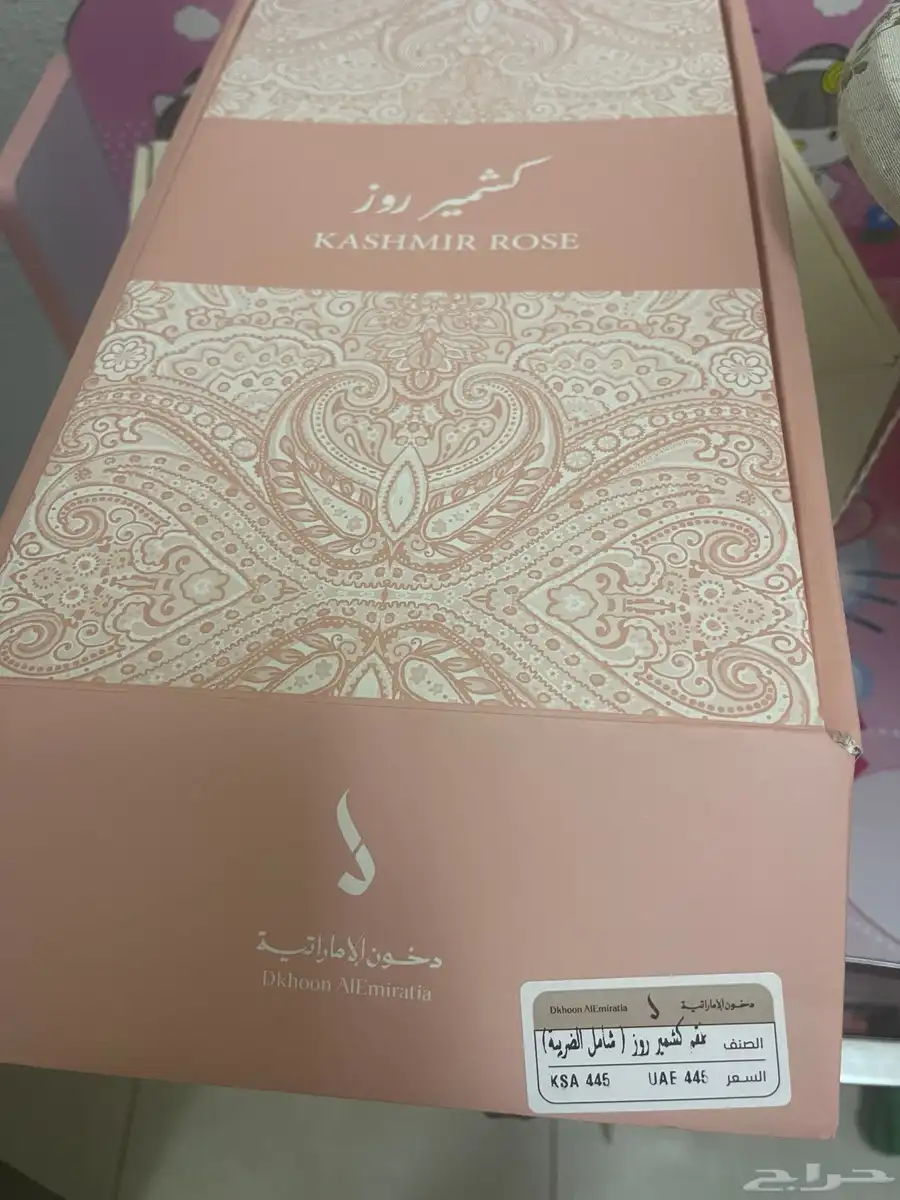 كشمير روز
KASHMIR ROSE
دخون الإماراتية
Dkhoon AlEmiratia
Dkhoon AlEmiratia دخون الإماراتية
الصنف طقم كشمير روز ( شامل الضريبة)
السعر UAE 445 KSA 445
حراج